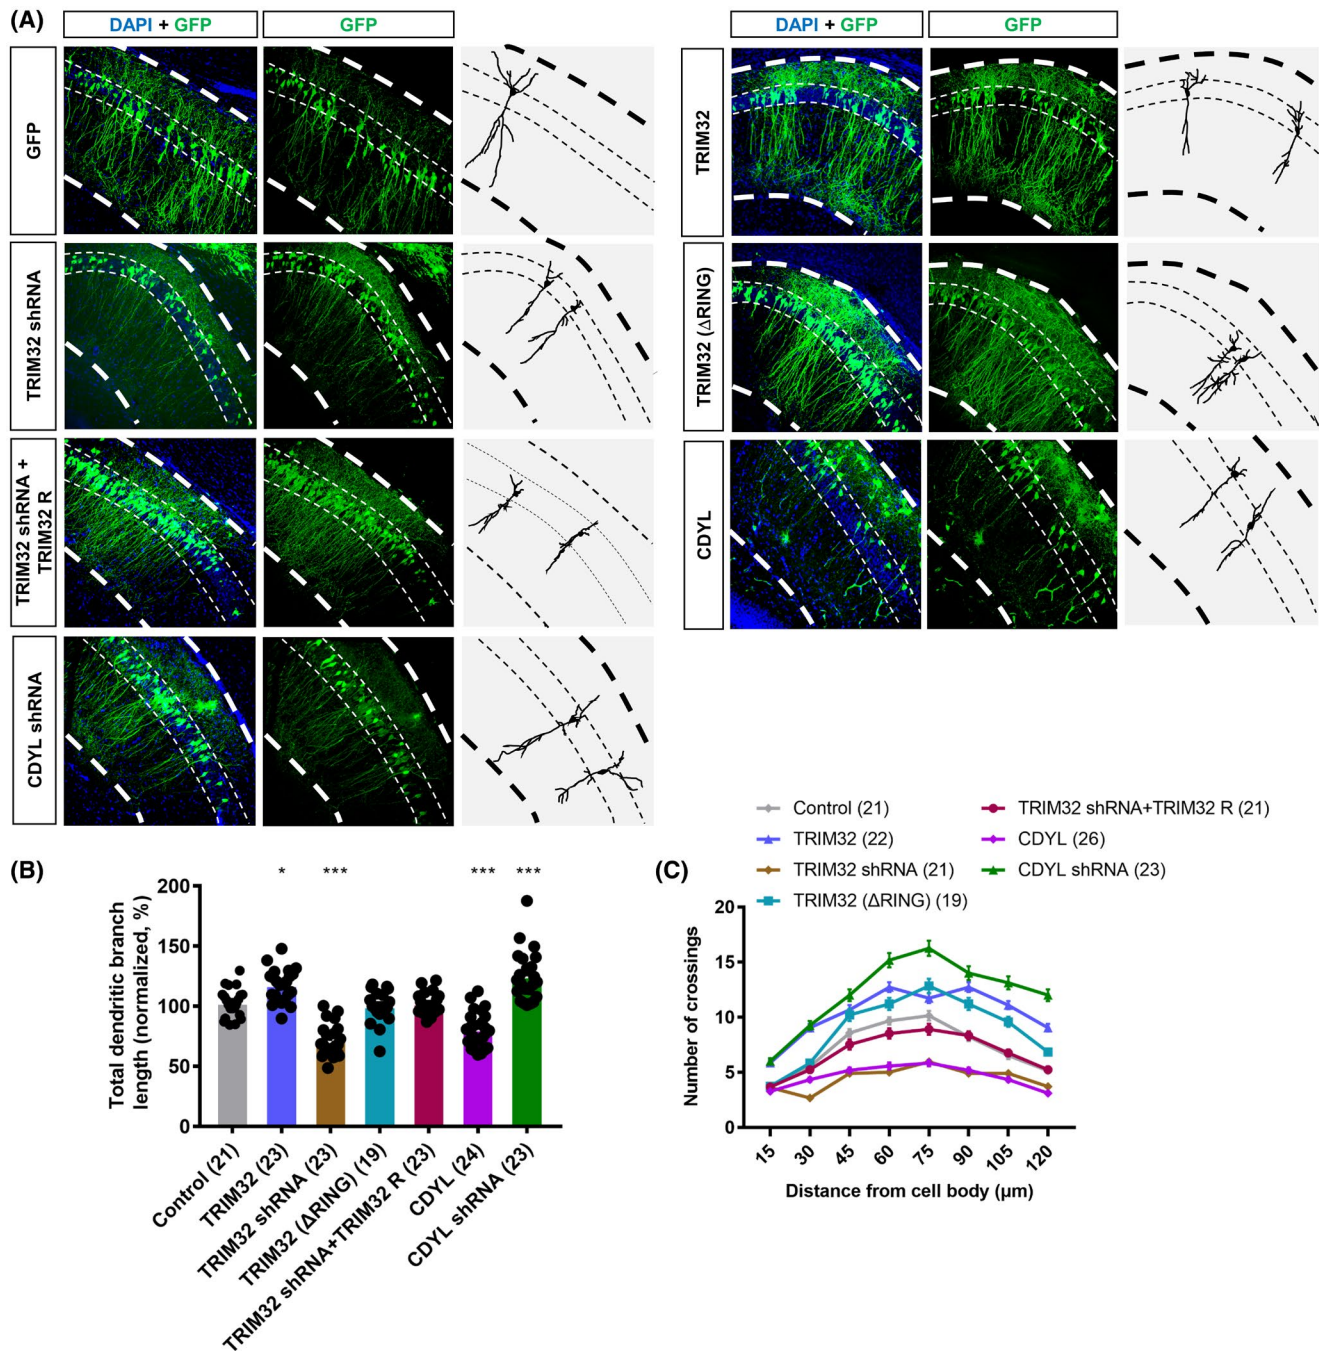 (A)
DAPI + GFP
GFP
DAPI + GFP
GFP
GFP
TRIM32 shRNA
TRIM32 shRNA +
TRIM32 R
CDYL shRNA
TRIM32
TRIM32 (ΔRING)
CDYL
(B)
Total dendritic branch
length (normalized, %)
200
150
100
50
0
*
***
***
***
Control (21)
TRIM32 (23)
TRIM32 shRNA (23)
TRIM32 (ΔRING) (19)
TRIM32 shRNA+TRIM32 R (23)
CDYL (24)
CDYL shRNA (23)
(C)
Control (21)
TRIM32 (22)
TRIM32 shRNA (21)
TRIM32 (ΔRING) (19)
TRIM32 shRNA+TRIM32 R (21)
CDYL (26)
CDYL shRNA (23)
Number of crossings
20
15
10
5
0
15
30
45
60
75
90
105
120
Distance from cell body (μm)